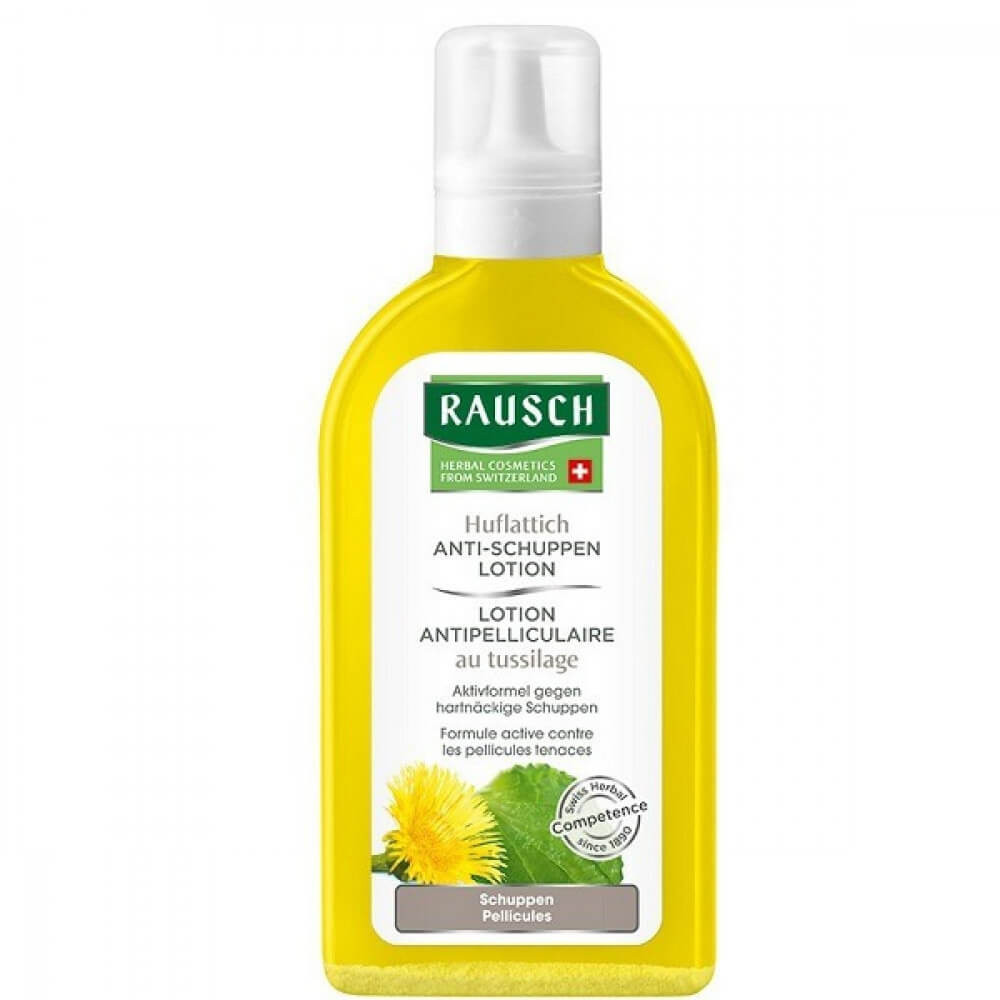 RAUSCH
HERBAL COSMETICS
FROM SWITZERLAND
Huflattich
ANTI-SCHUPPEN
LOTION
LOTION
ANTIPELLICULAIRE
au tussilage
Aktivformel gegen
hartnäckige Schuppen
Formule active contre
les pellicules tenaces
Swiss Herbal
Competence
since 1890
Schuppen
Pellicules